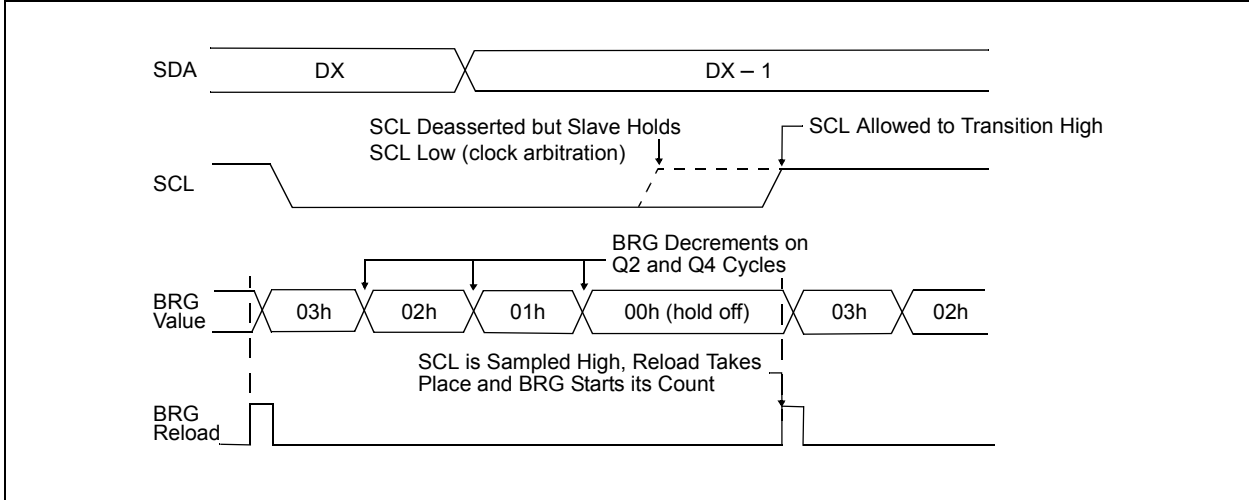 SDA
DX
DX – 1
SCL Deasserted but Slave Holds
SCL Low (clock arbitration)
SCL Allowed to Transition High
SCL
BRG Decrements on
Q2 and Q4 Cycles
BRG
Value
03h
02h
01h
00h (hold off)
03h
02h
SCL is Sampled High, Reload Takes
Place and BRG Starts its Count
BRG
Reload